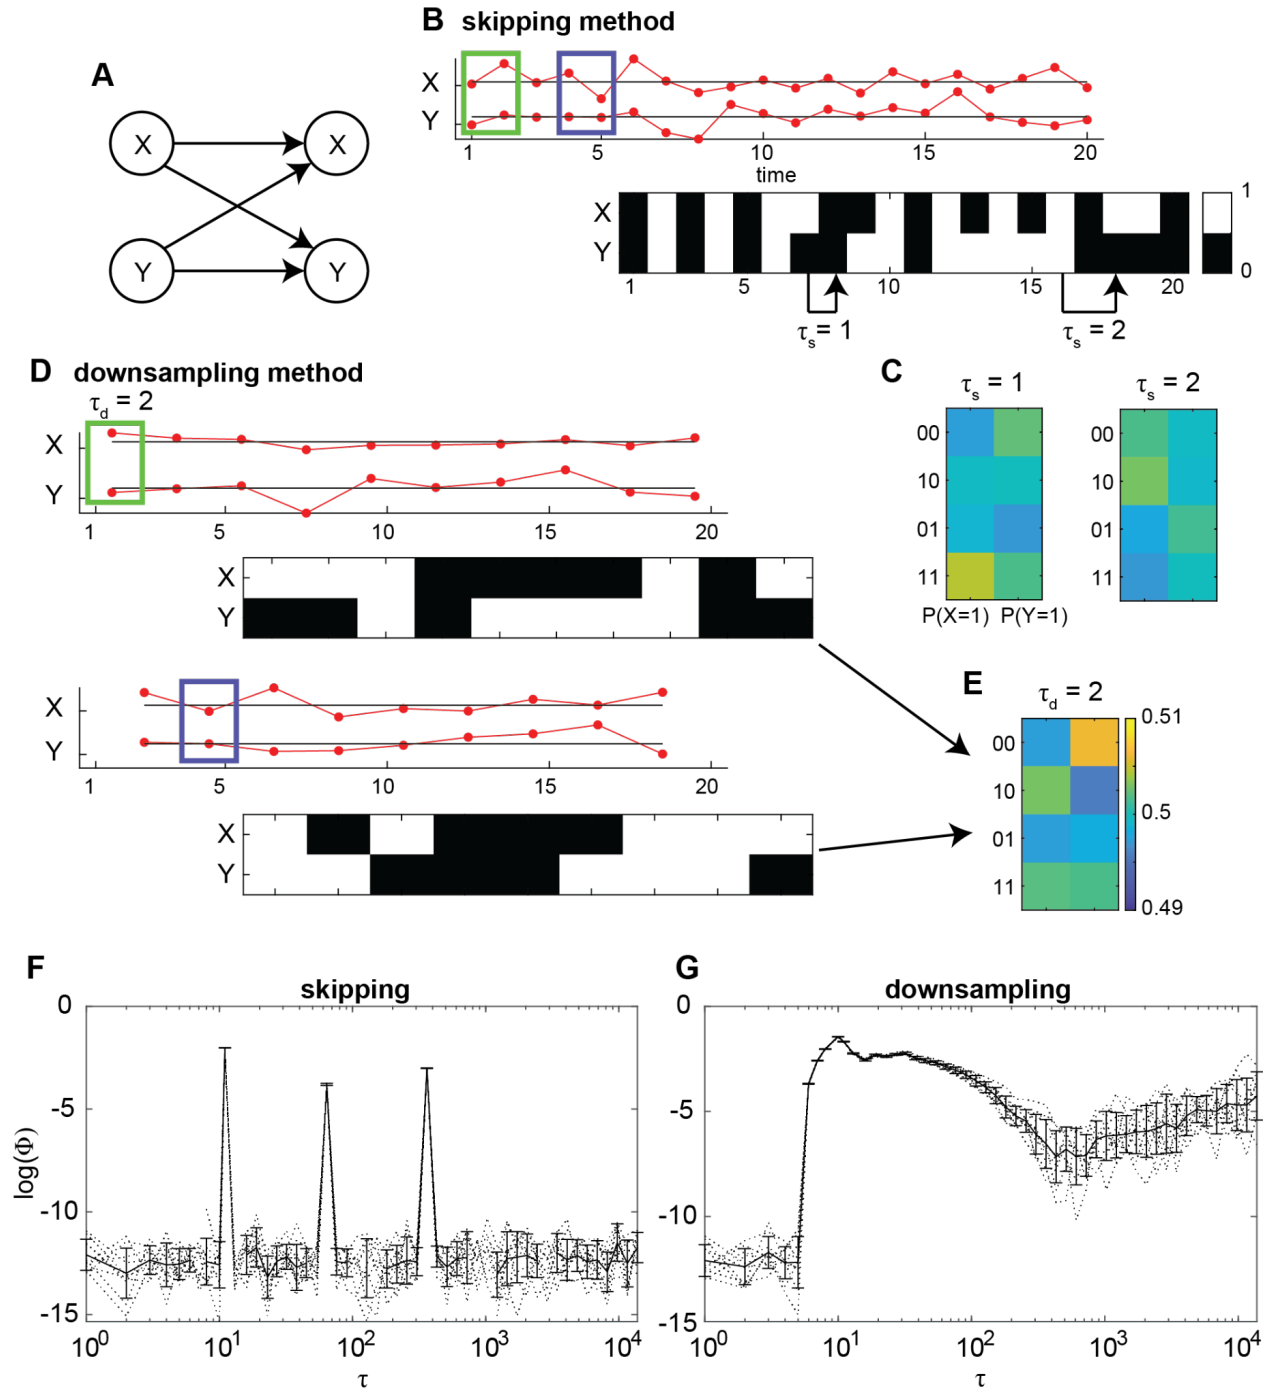 A
X X
Y Y
B skipping method
X
Y
1 5 10 15 20
time
X
Y
1
0
1 5 10 15 20
τs = 1 τs = 2
C
τs = 1 τs = 2
00
10
01
11
P(X=1) P(Y=1)
00
10
01
11
D downsampling method
τd = 2
X
Y
1 5 10 15 20
X
Y
X
Y
1 5 10 15 20
X
Y
E
τd = 2
00
10
01
11
0.51
0.5
0.49
F
skipping
log(Φ)
0
-5
-10
-15
10^0 10^1 10^2 10^3 10^4
τ
G
downsampling
0
-5
-10
-15
10^0 10^1 10^2 10^3 10^4
τ